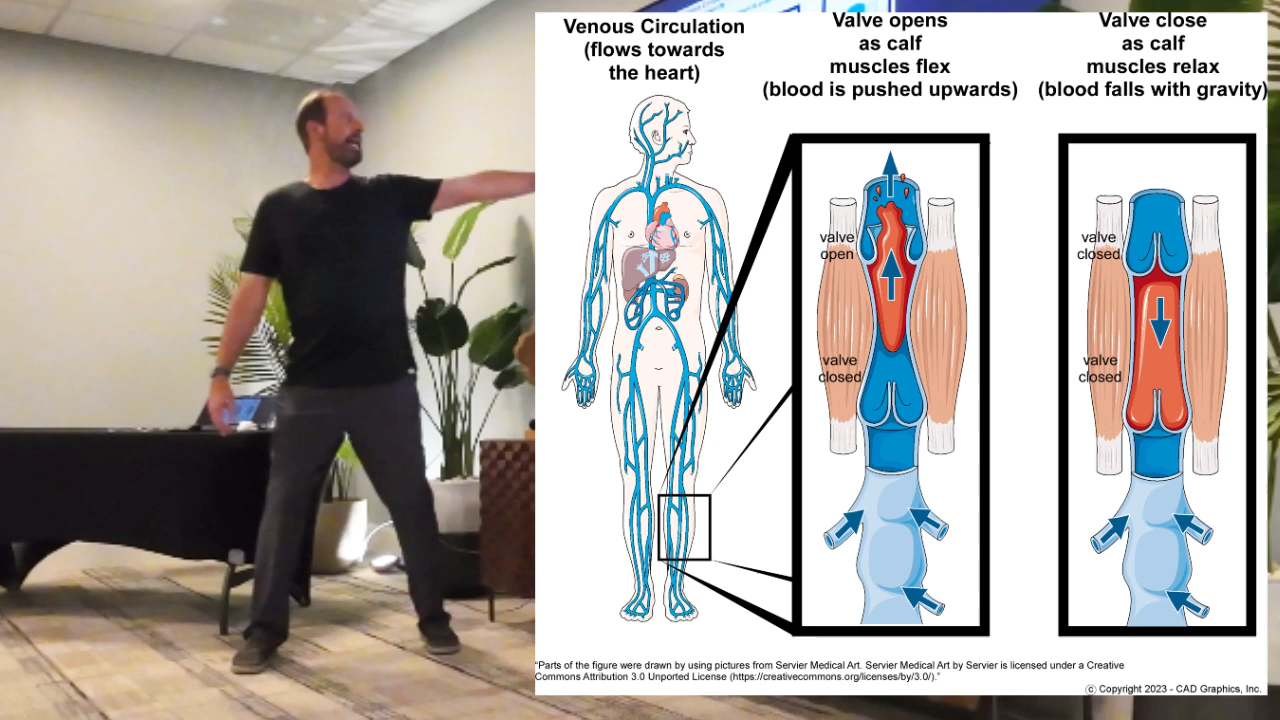 Venous Circulation
(flows towards
the heart)
Valve opens
as calf
muscles flex
(blood is pushed upwards)
Valve close
as calf
muscles relax
(blood falls with gravity)
valve
open
valve
closed
valve
closed
valve
closed
“Parts of the figure were drawn by using pictures from Servier Medical Art. Servier Medical Art by Servier is licensed under a Creative
Commons Attribution 3.0 Unported License (https://creativecommons.org/licenses/by/3.0/).”
© Copyright 2023 - CAD Graphics, Inc.